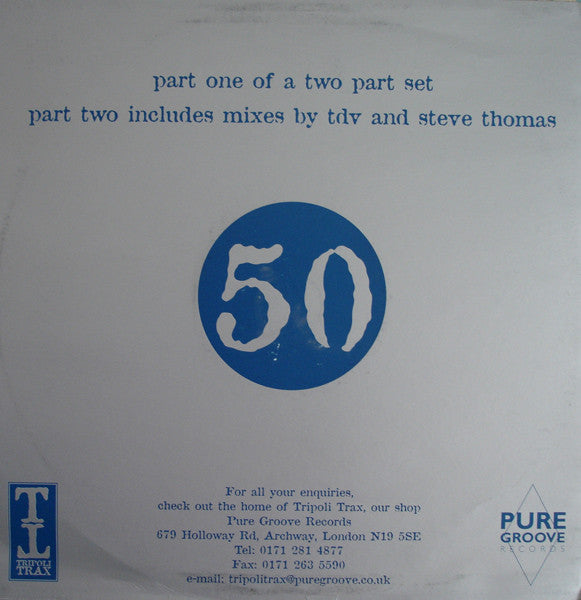 part one of a two part set
part two includes mixes by tdv and steve thomas
50
For all your enquiries,
check out the home of Tripoli Trax, our shop
Pure Groove Records
679 Holloway Rd, Archway, London N19 5SE
Tel: 0171 281 4877
Fax: 0171 263 5590
e-mail: tripolitrax@puregroove.co.uk
TT
TRIPOLI
TRAX
PURE
GROOVE
RECORDS